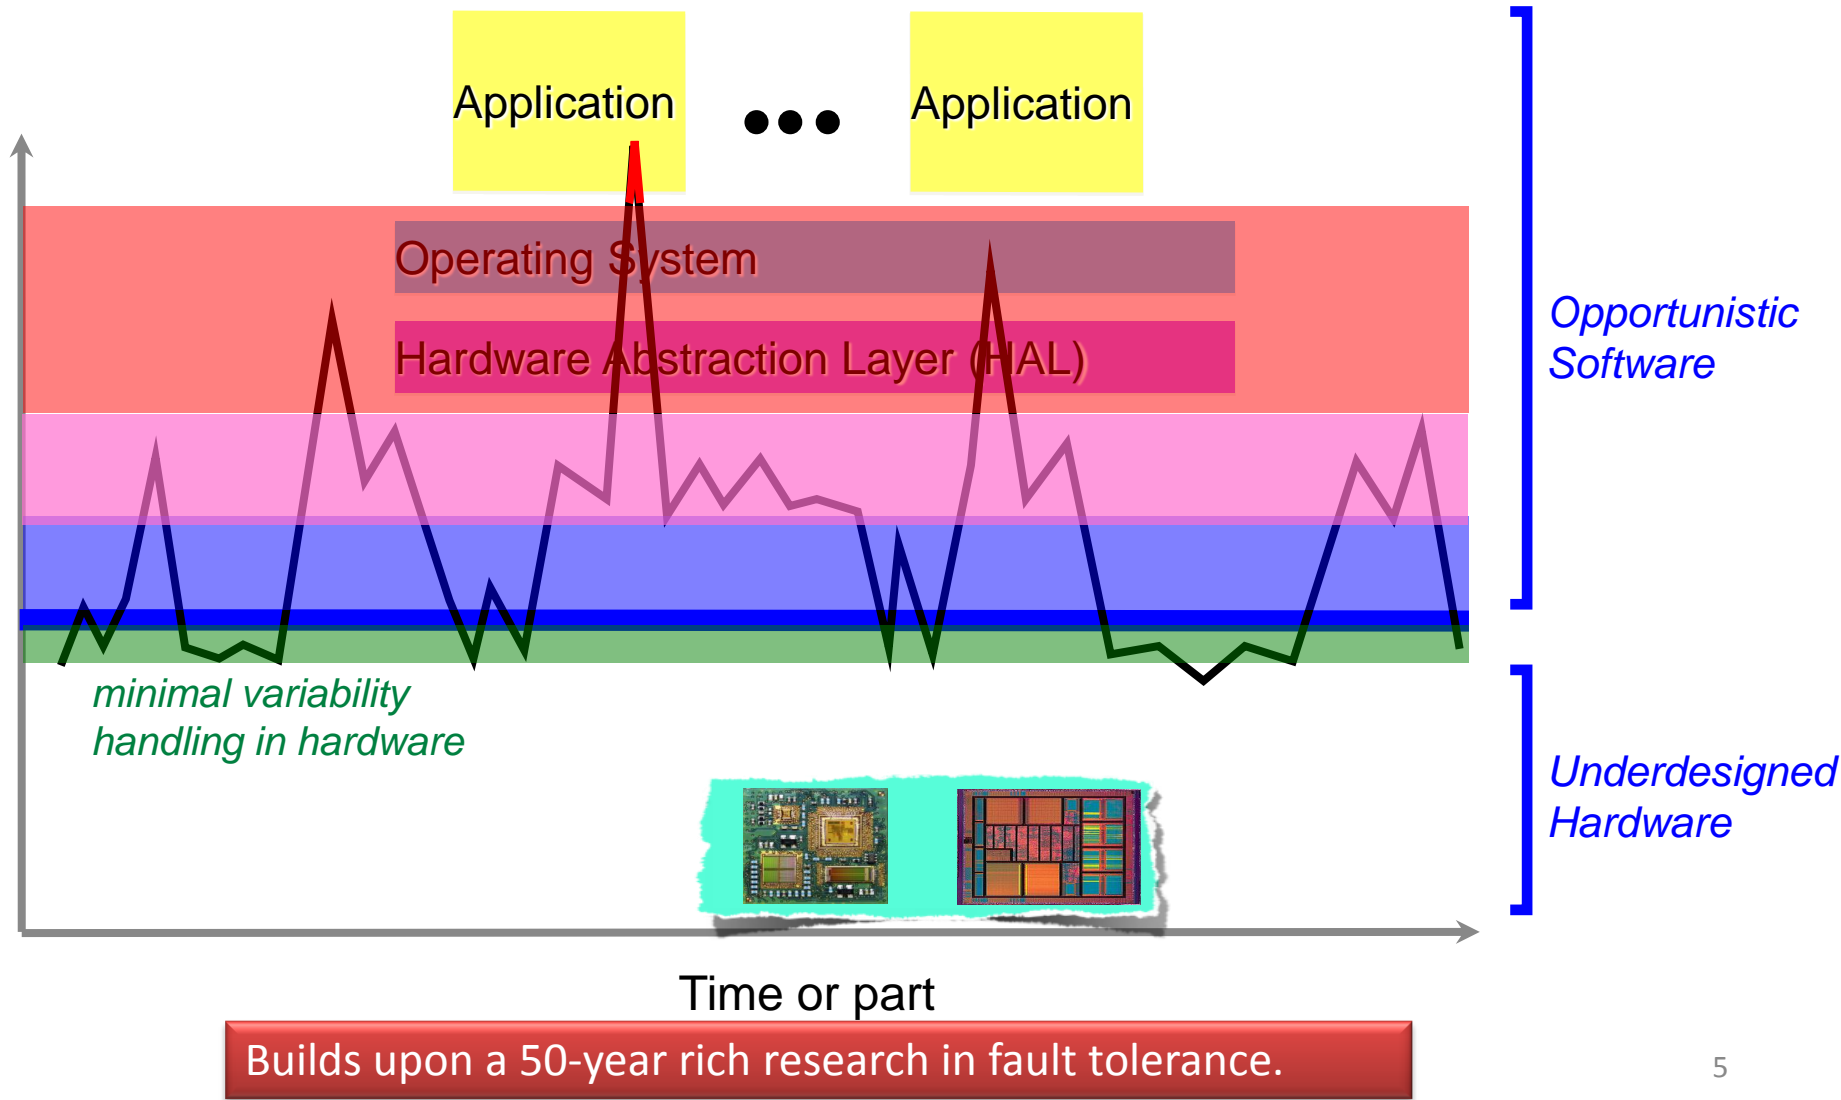 Application
Application
Operating System
Hardware Abstraction Layer (HAL)
Opportunistic
Software
minimal variability
handling in hardware
Underdesigned
Hardware
Time or part
Builds upon a 50-year rich research in fault tolerance.
5